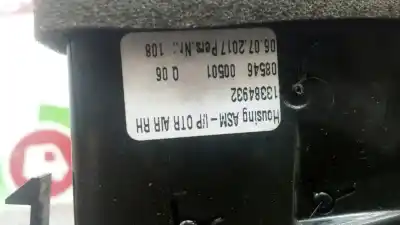 Housing ASM-I/P OTR AIR RH
13384932
08546 00501 Q 06
06.07.2017 Pers.Nr.: 108